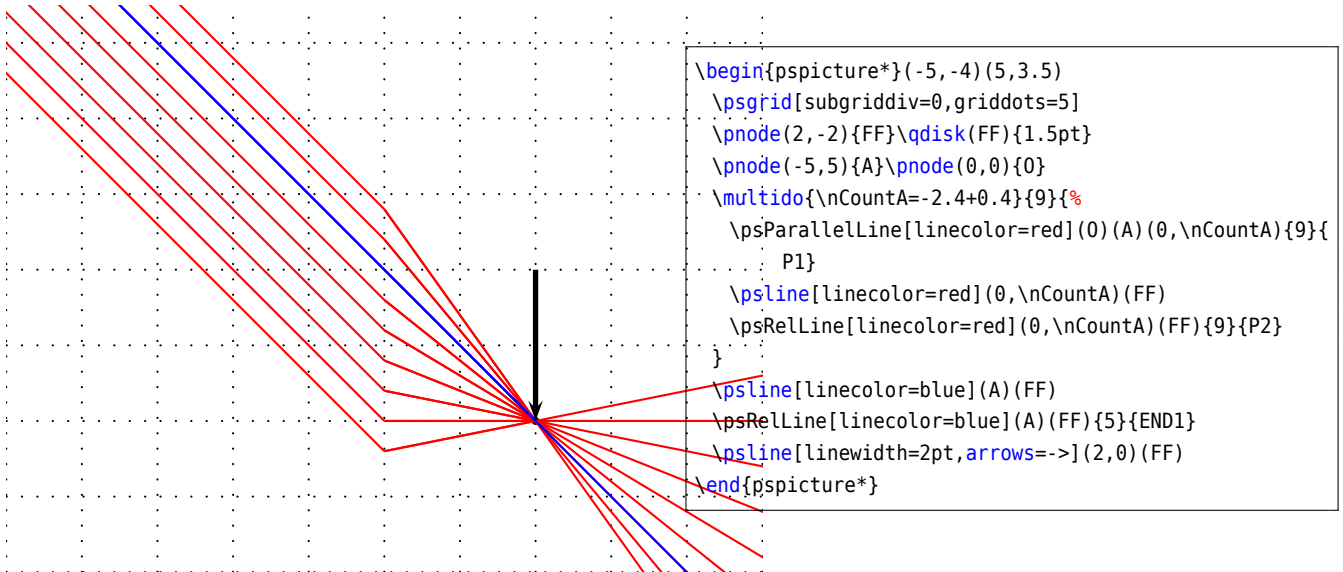 \begin{pspicture*}(-5,-4)(5,3.5)
\psgrid[subgriddiv=0,griddots=5]
\pnode(2,-2){FF}\qdisk(FF){1.5pt}
\pnode(-5,5){A}\pnode(0,0){O}
\multido{\nCountA=-2.4+0.4}{9}{%
\psParallelLine[linecolor=red](O)(A)(0,\nCountA){9}{
P1}
\psline[linecolor=red](0,\nCountA)(FF)
\psRelLine[linecolor=red](0,\nCountA)(FF){9}{P2}
}
\psline[linecolor=blue](A)(FF)
\psRelLine[linecolor=blue](A)(FF){5}{END1}
\psline[linewidth=2pt,arrows=->](2,0)(FF)
\end{pspicture*}